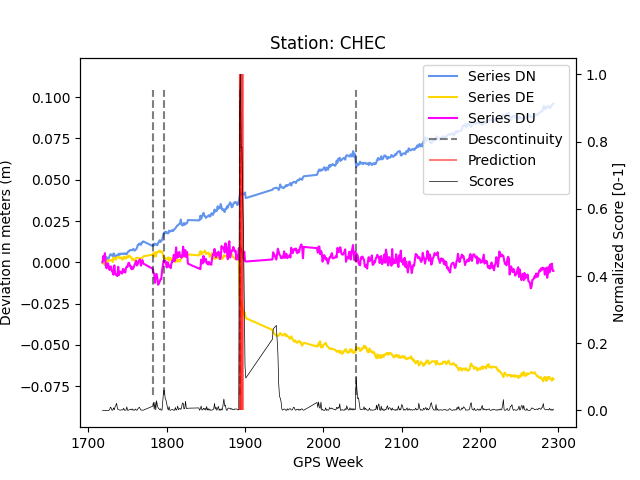 Station: CHEC
Series DN
Series DE
Series DU
Descontinuity
Prediction
Scores
0.100
0.075
0.050
0.025
0.000
−0.025
−0.050
−0.075
Deviation in meters (m)
1.0
0.8
0.6
0.4
0.2
0.0
Normalized Score [0-1]
1700 1800 1900 2000 2100 2200 2300
GPS Week